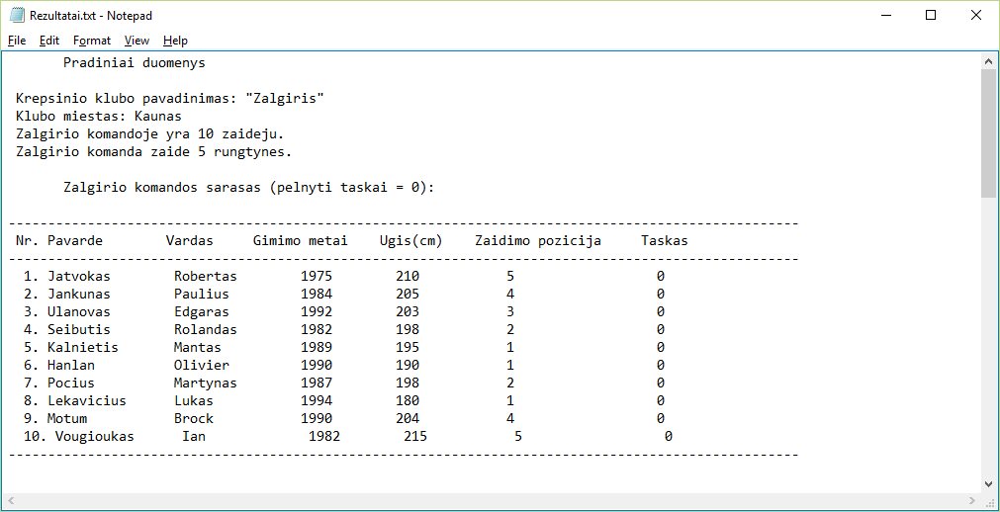 Rezultatai.txt - Notepad
File Edit Format View Help
Pradiniai duomenys
Krepsinio klubo pavadinimas: "Zalgiris"
Klubo miestas: Kaunas
Zalgirio komandoje yra 10 zaideju.
Zalgirio komanda zaide 5 rungtynes.
Zalgirio komandos sarasas (pelnyti taskai = 0):
----------------------------------------------------------------------------------------------------
Nr. Pavarde Vardas Gimimo metai Ugis(cm) Zaidimo pozicija Taskas
----------------------------------------------------------------------------------------------------
1. Jatvokas Robertas 1975 210 5 0
2. Jankunas Paulius 1984 205 4 0
3. Ulanovas Edgaras 1992 203 3 0
4. Seibutis Rolandas 1982 198 2 0
5. Kalnietis Mantas 1989 195 1 0
6. Hanlan Olivier 1990 190 1 0
7. Pocius Martynas 1987 198 2 0
8. Lekavicius Lukas 1994 180 1 0
9. Motum Brock 1990 204 4 0
10. Vougioukas Ian 1982 215 5 0
----------------------------------------------------------------------------------------------------